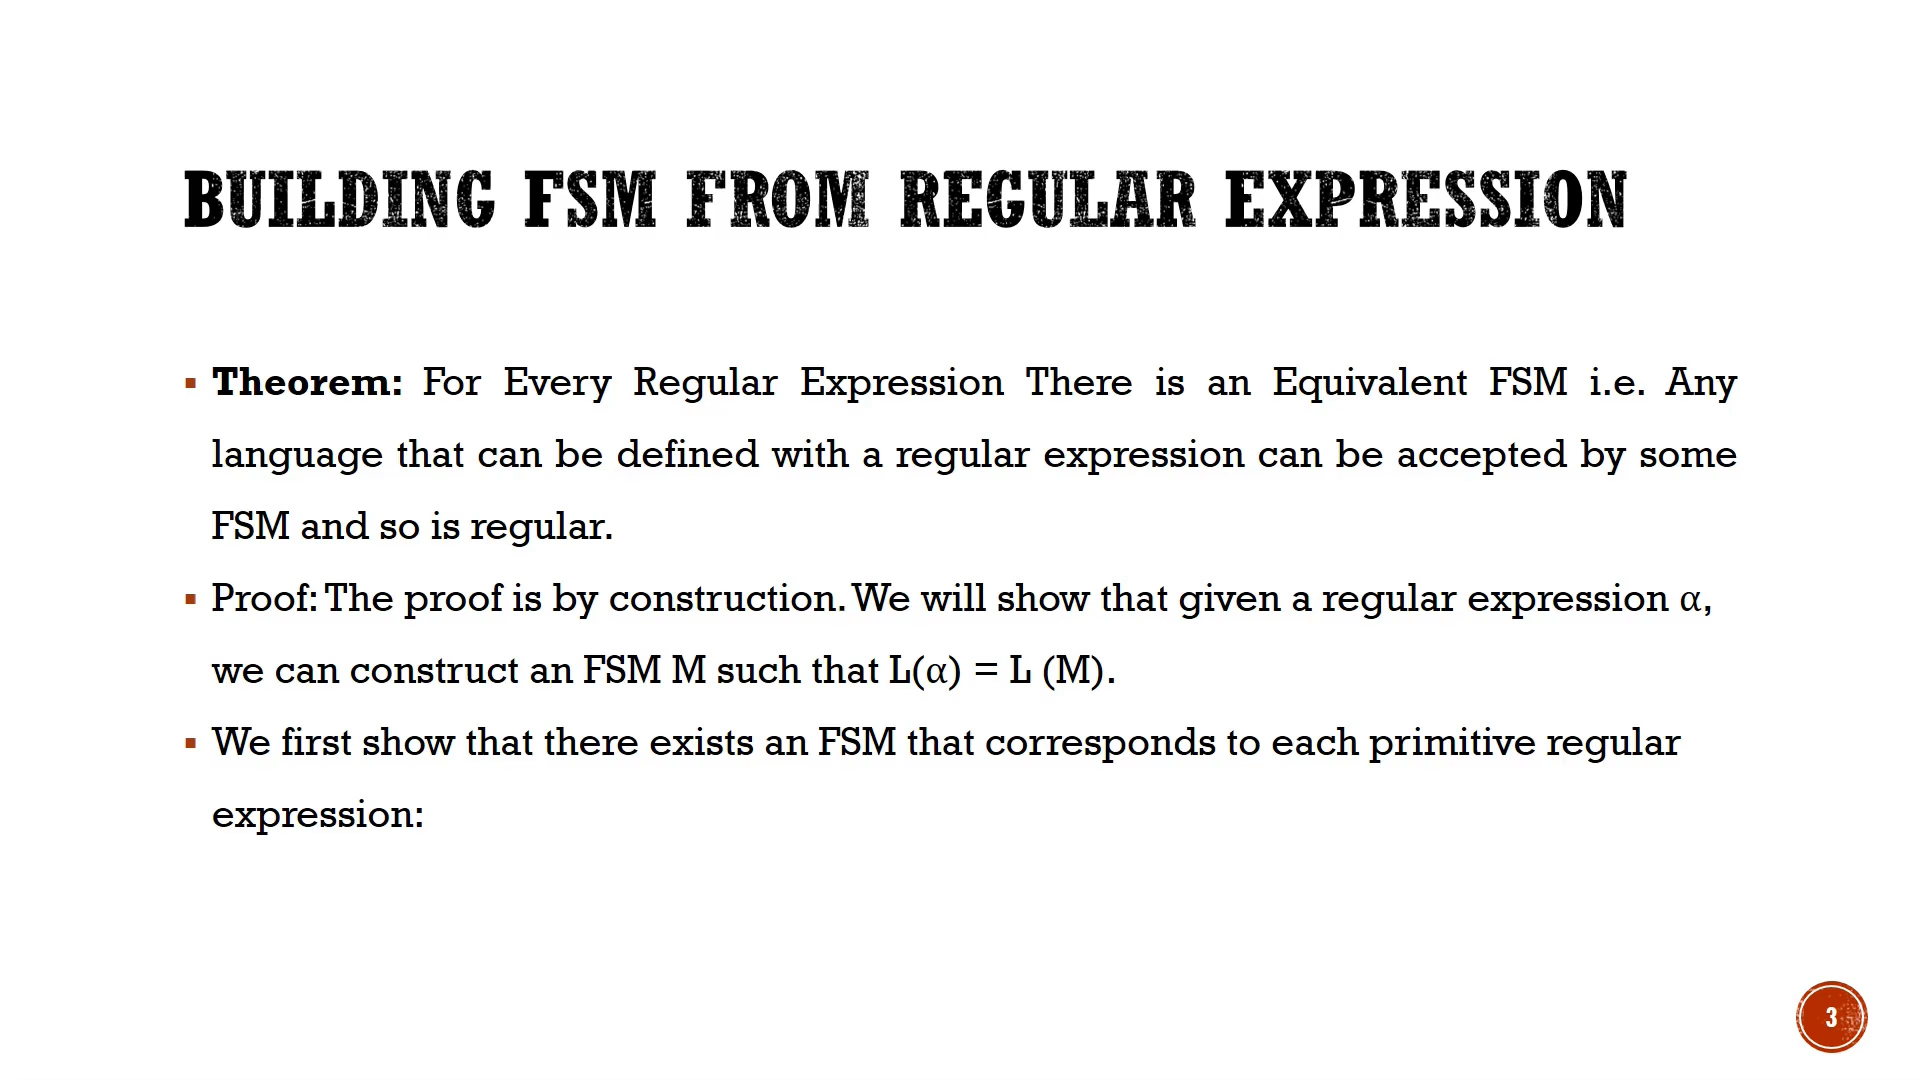 BUILDING FSM FROM REGULAR EXPRESSION
▪ Theorem: For Every Regular Expression There is an Equivalent FSM i.e. Any
language that can be defined with a regular expression can be accepted by some
FSM and so is regular.
▪ Proof: The proof is by construction. We will show that given a regular expression α,
we can construct an FSM M such that L(α) = L (M).
▪ We first show that there exists an FSM that corresponds to each primitive regular
expression:
3